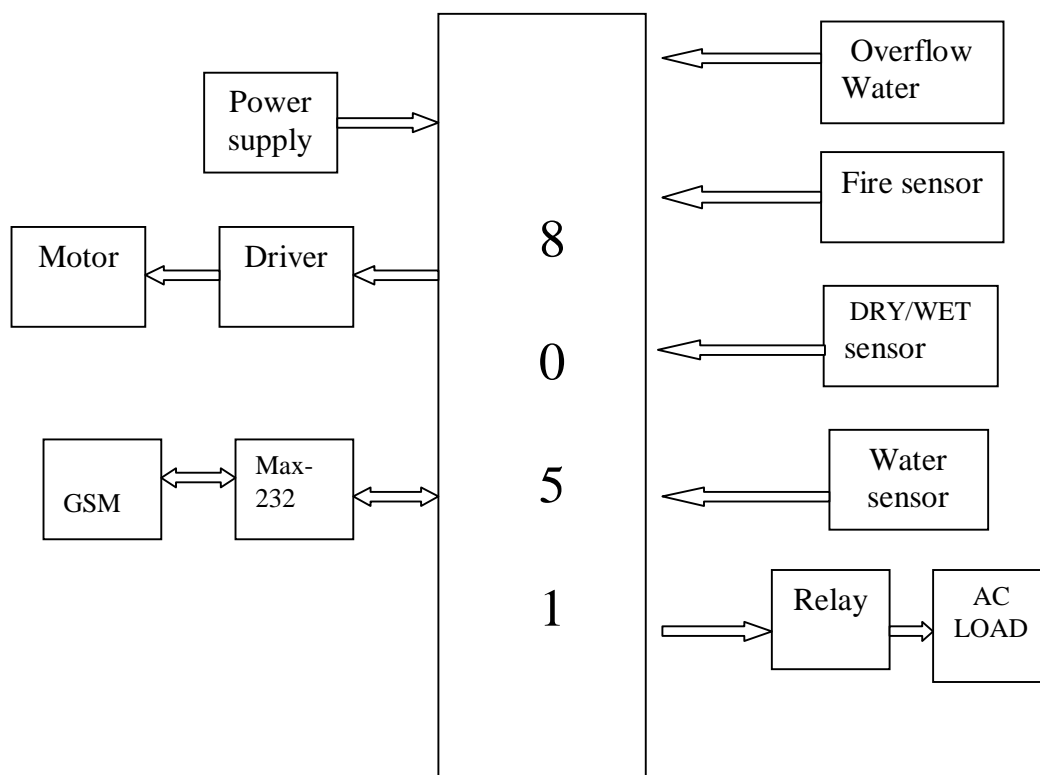 Power
supply
Motor
Driver
GSM
Max-
232
8
0
5
1
Overflow
Water
Fire sensor
DRY/WET
sensor
Water
sensor
Relay
AC
LOAD